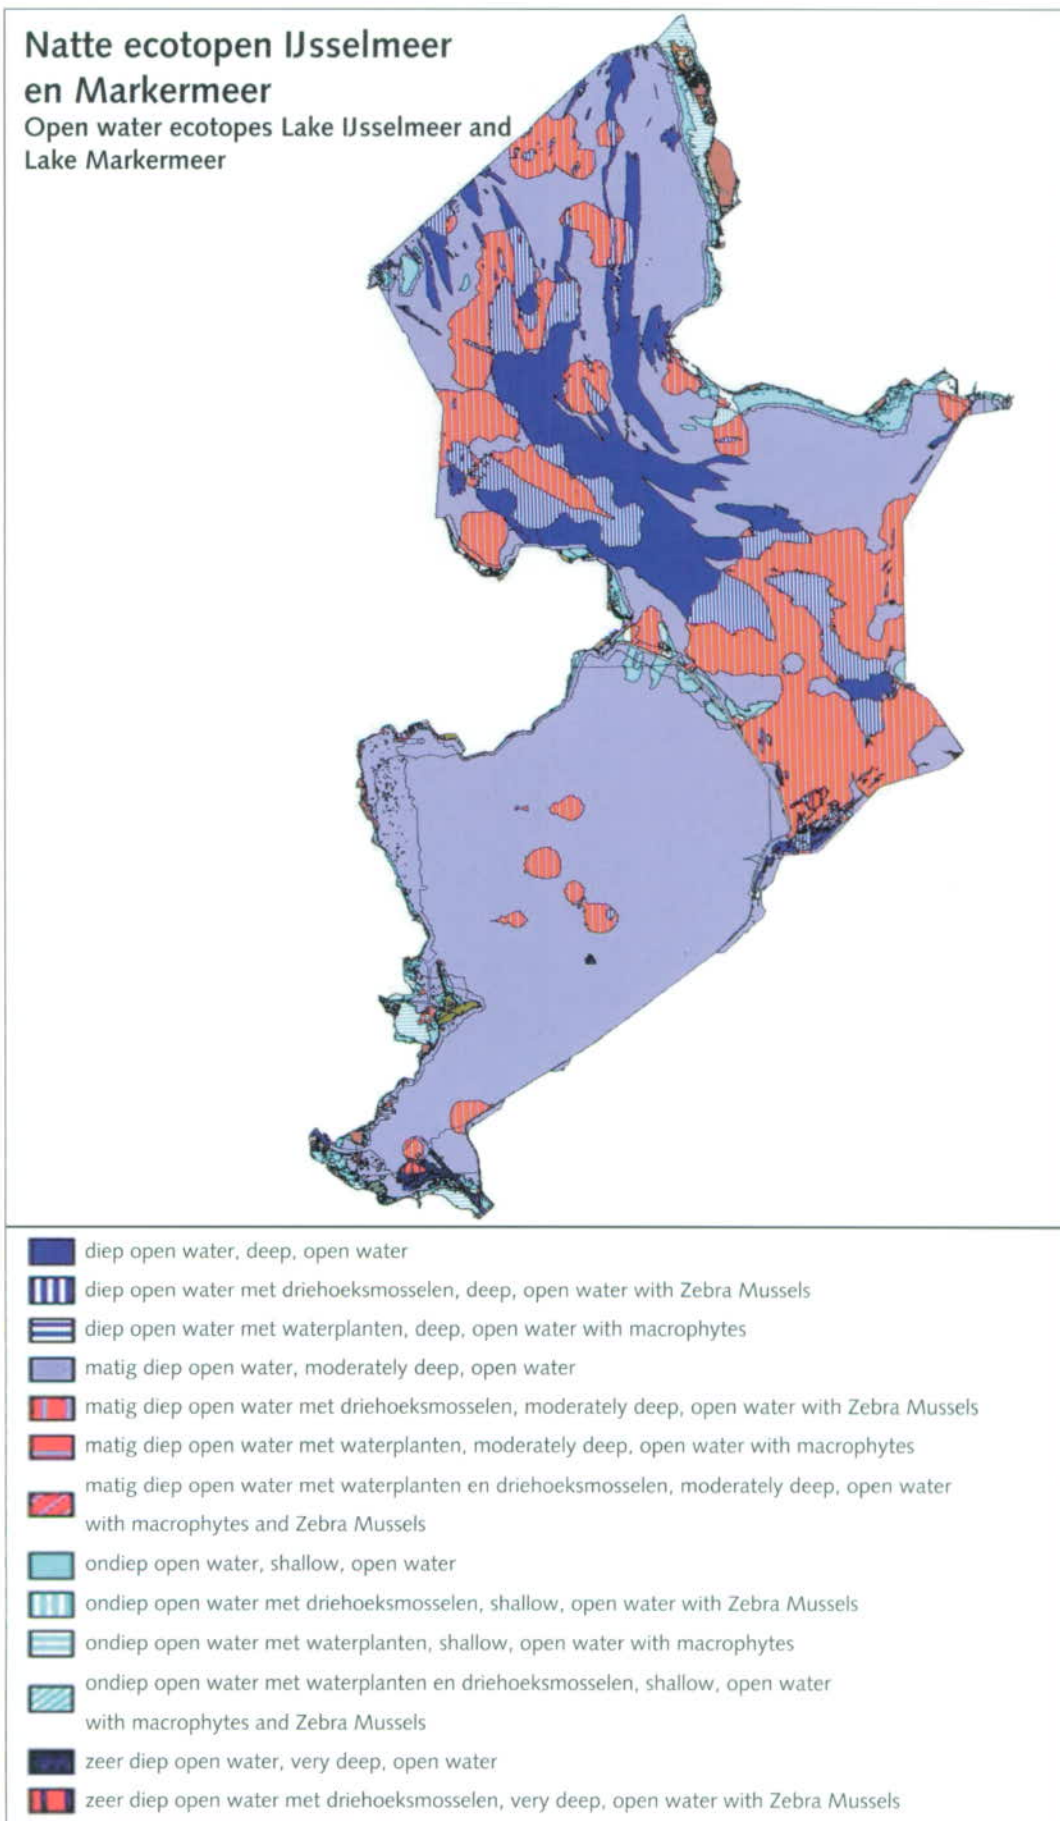 Natte ecotopen IJsselmeer
en Markermeer
Open water ecotopes Lake IJsselmeer and
Lake Markermeer
diep open water, deep, open water
diep open water met driehoeksmosselen, deep, open water with Zebra Mussels
diep open water met waterplanten, deep, open water with macrophytes
matig diep open water, moderately deep, open water
matig diep open water met driehoeksmosselen, moderately deep, open water with Zebra Mussels
matig diep open water met waterplanten, moderately deep, open water with macrophytes
matig diep open water met waterplanten en driehoeksmosselen, moderately deep, open water
with macrophytes and Zebra Mussels
ondiep open water, shallow, open water
ondiep open water met driehoeksmosselen, shallow, open water with Zebra Mussels
ondiep open water met waterplanten, shallow, open water with macrophytes
ondiep open water met waterplanten en driehoeksmosselen, shallow, open water
with macrophytes and Zebra Mussels
zeer diep open water, very deep, open water
zeer diep open water met driehoeksmosselen, very deep, open water with Zebra Mussels